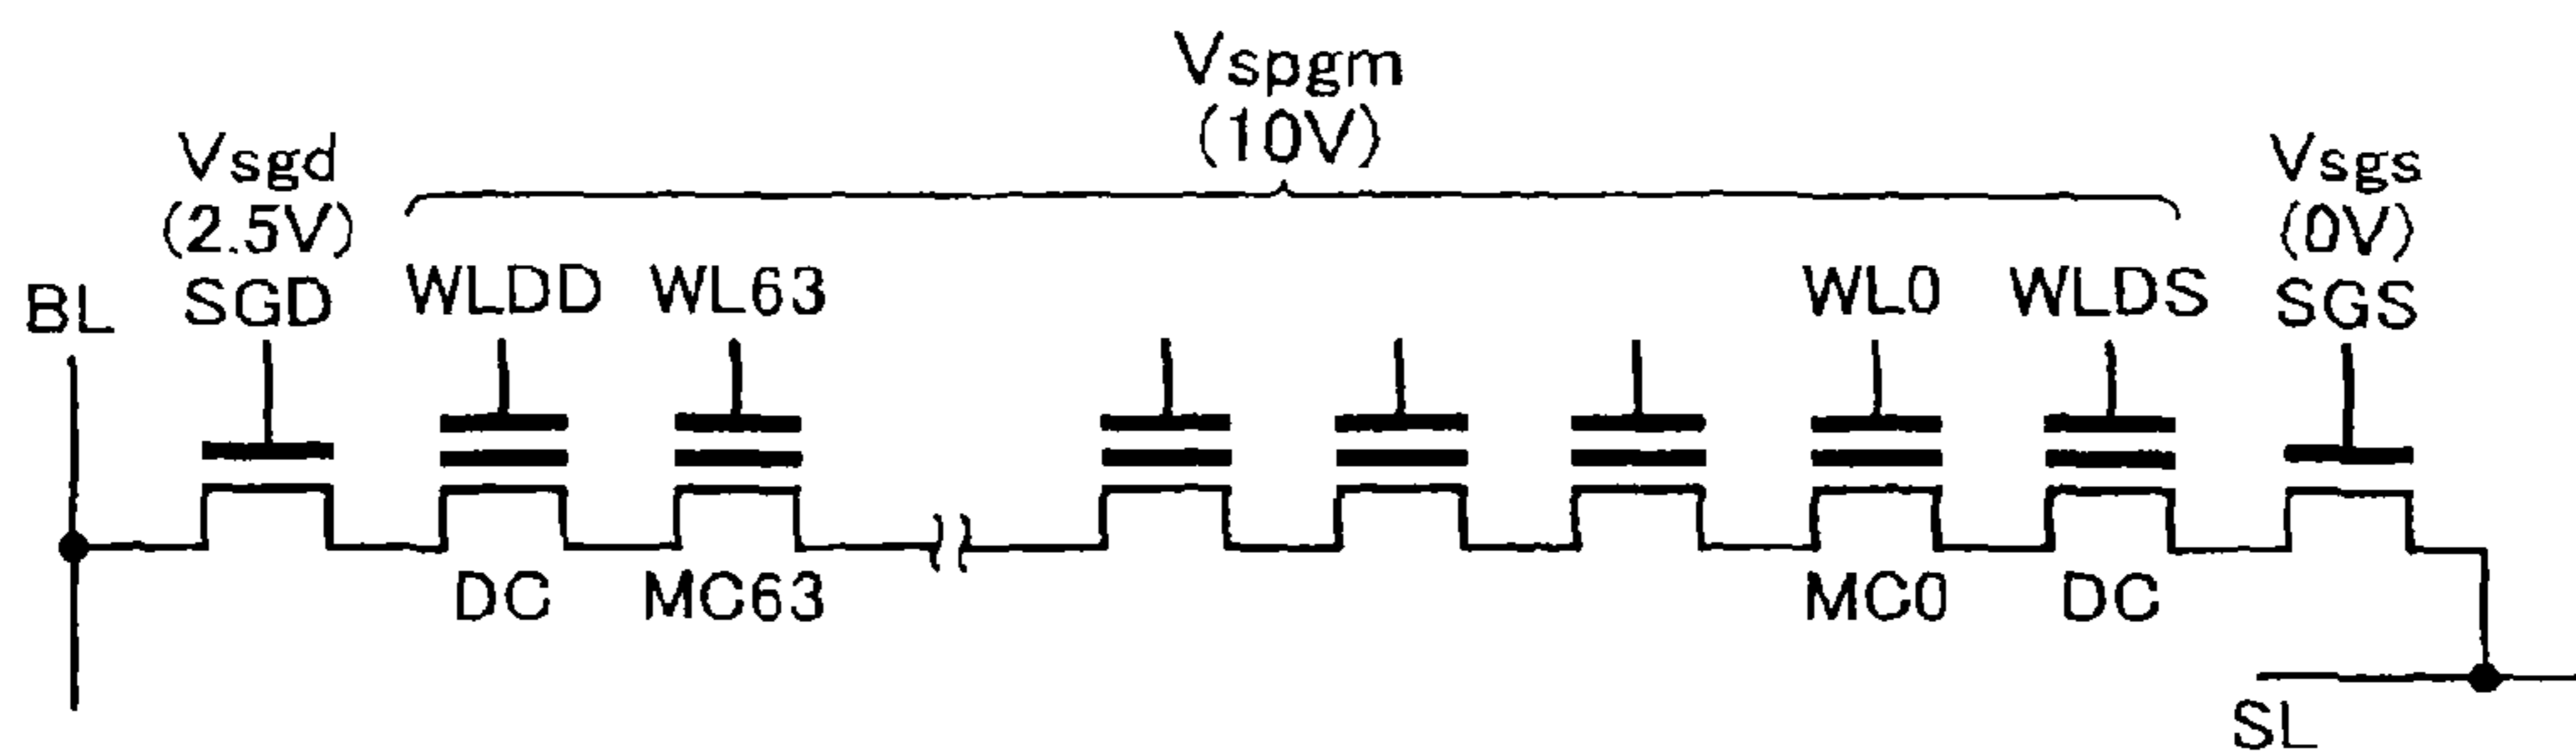 Vspgm
(10V)
Vsgd
(2.5V)
Vsgs
(0V)
BL SGD WLDD WL63 WL0 WLDS SGS
DC MC63 MC0 DC
SL